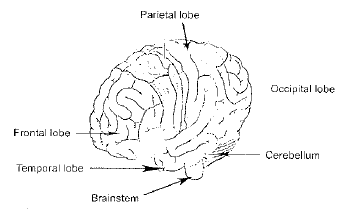 Parietal lobe
Occipital lobe
Frontal lobe
Cerebellum
Temporal lobe
Brainstem